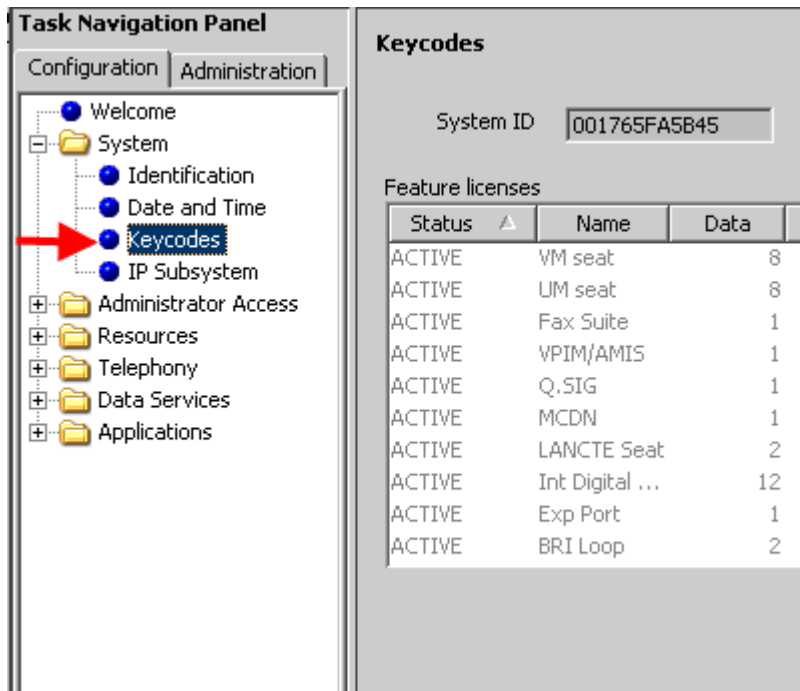 Task Navigation Panel
Configuration
Administration
Welcome
System
Identification
Date and Time
Keycodes
IP Subsystem
Administrator Access
Resources
Telephony
Data Services
Applications
Keycodes
System ID 001765FA5B45
Feature licenses
Status Name Data
ACTIVE VM seat 8
ACTIVE UM seat 8
ACTIVE Fax Suite 1
ACTIVE VPIM/AMIS 1
ACTIVE Q.SIG 1
ACTIVE MCDN 1
ACTIVE LANCTE Seat 2
ACTIVE Int Digital ... 12
ACTIVE Exp Port 1
ACTIVE BRI Loop 2